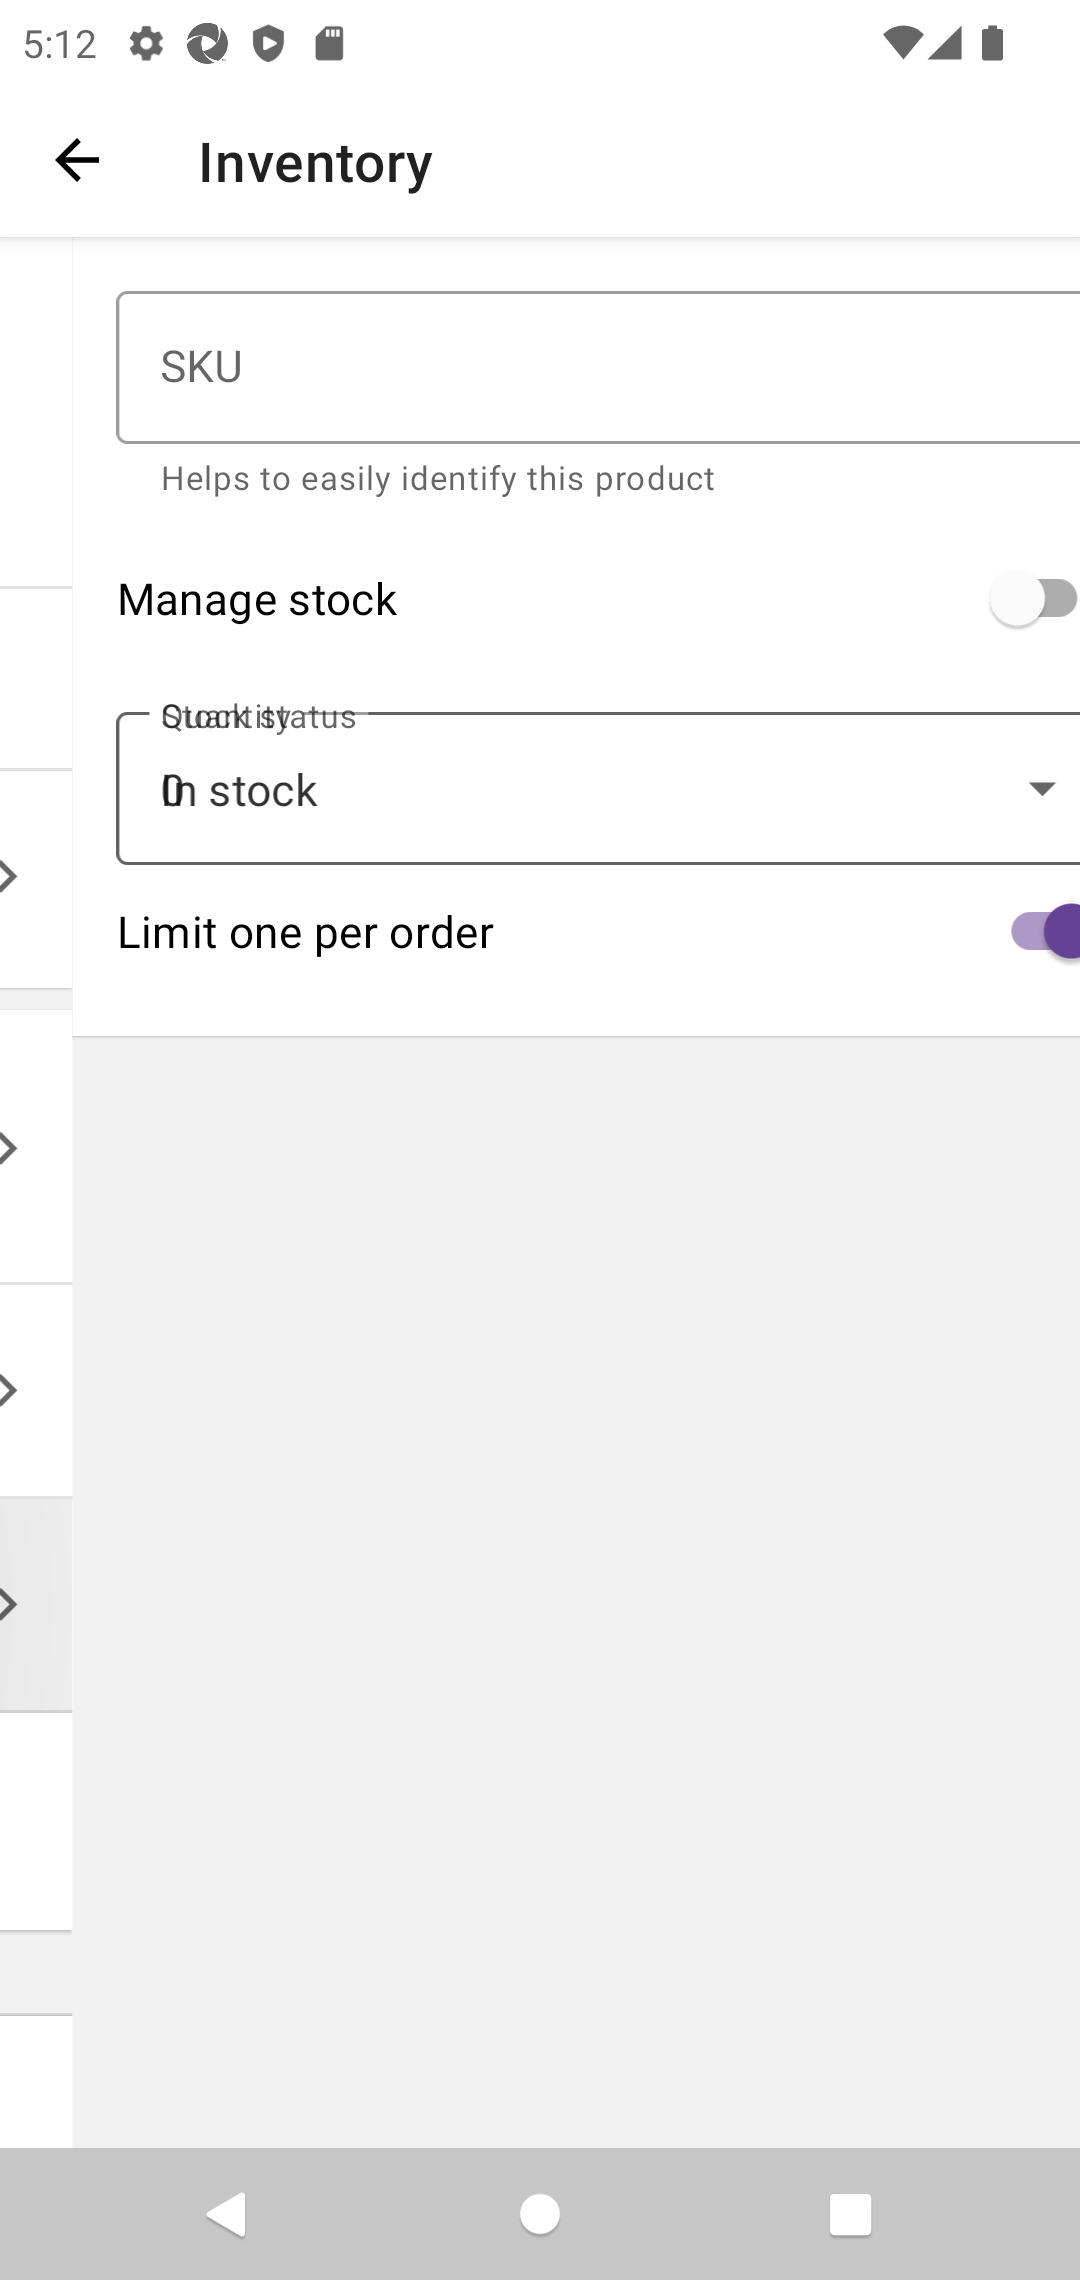 5:12
Inventory
SKU
Helps to easily identify this product
Manage stock
Stock status
Quantity
In stock
0
Limit one per order